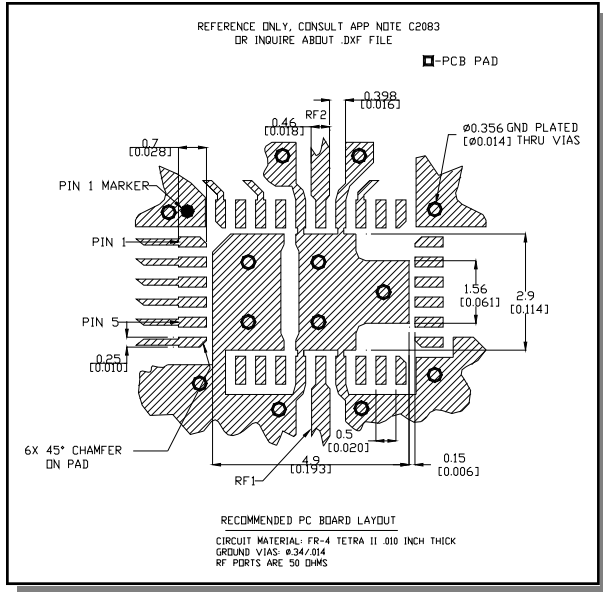 REFERENCE ONLY, CONSULT APP NOTE C2083
OR INQUIRE ABOUT .DXF FILE
-PCB PAD
0.398
[0.016]
0.46
[0.018]
RF2
Ø0.356 GND PLATED
[Ø0.014] THRU VIAS
0.7
[0.028]
PIN 1 MARKER
PIN 1
1.56
[0.061]
2.9
[0.114]
PIN 5
0.25
[0.010]
0.5
[0.020]
6X 45° CHAMFER
ON PAD
4.9
[0.193]
0.15
[0.006]
RF1
RECOMMENDED PC BOARD LAYOUT
CIRCUIT MATERIAL: FR-4 TETRA II .010 INCH THICK
GROUND VIAS: Ø.34/.014
RF PORTS ARE 50 OHMS